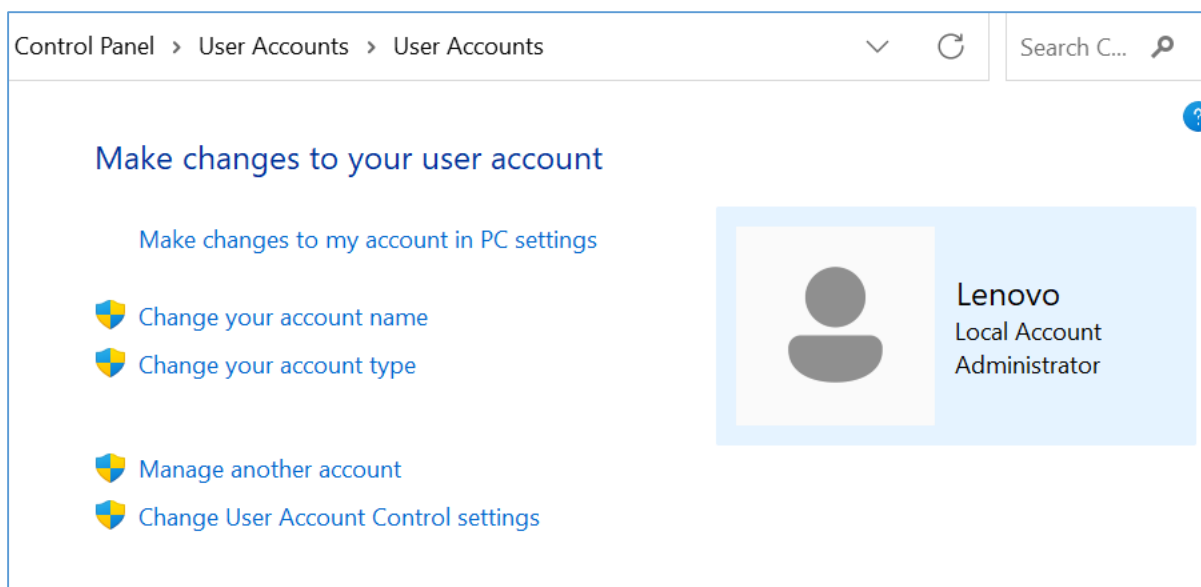 Control Panel > User Accounts > User Accounts
Search C...
?
Make changes to your user account
Make changes to my account in PC settings
Change your account name
Change your account type
Manage another account
Change User Account Control settings
Lenovo
Local Account
Administrator